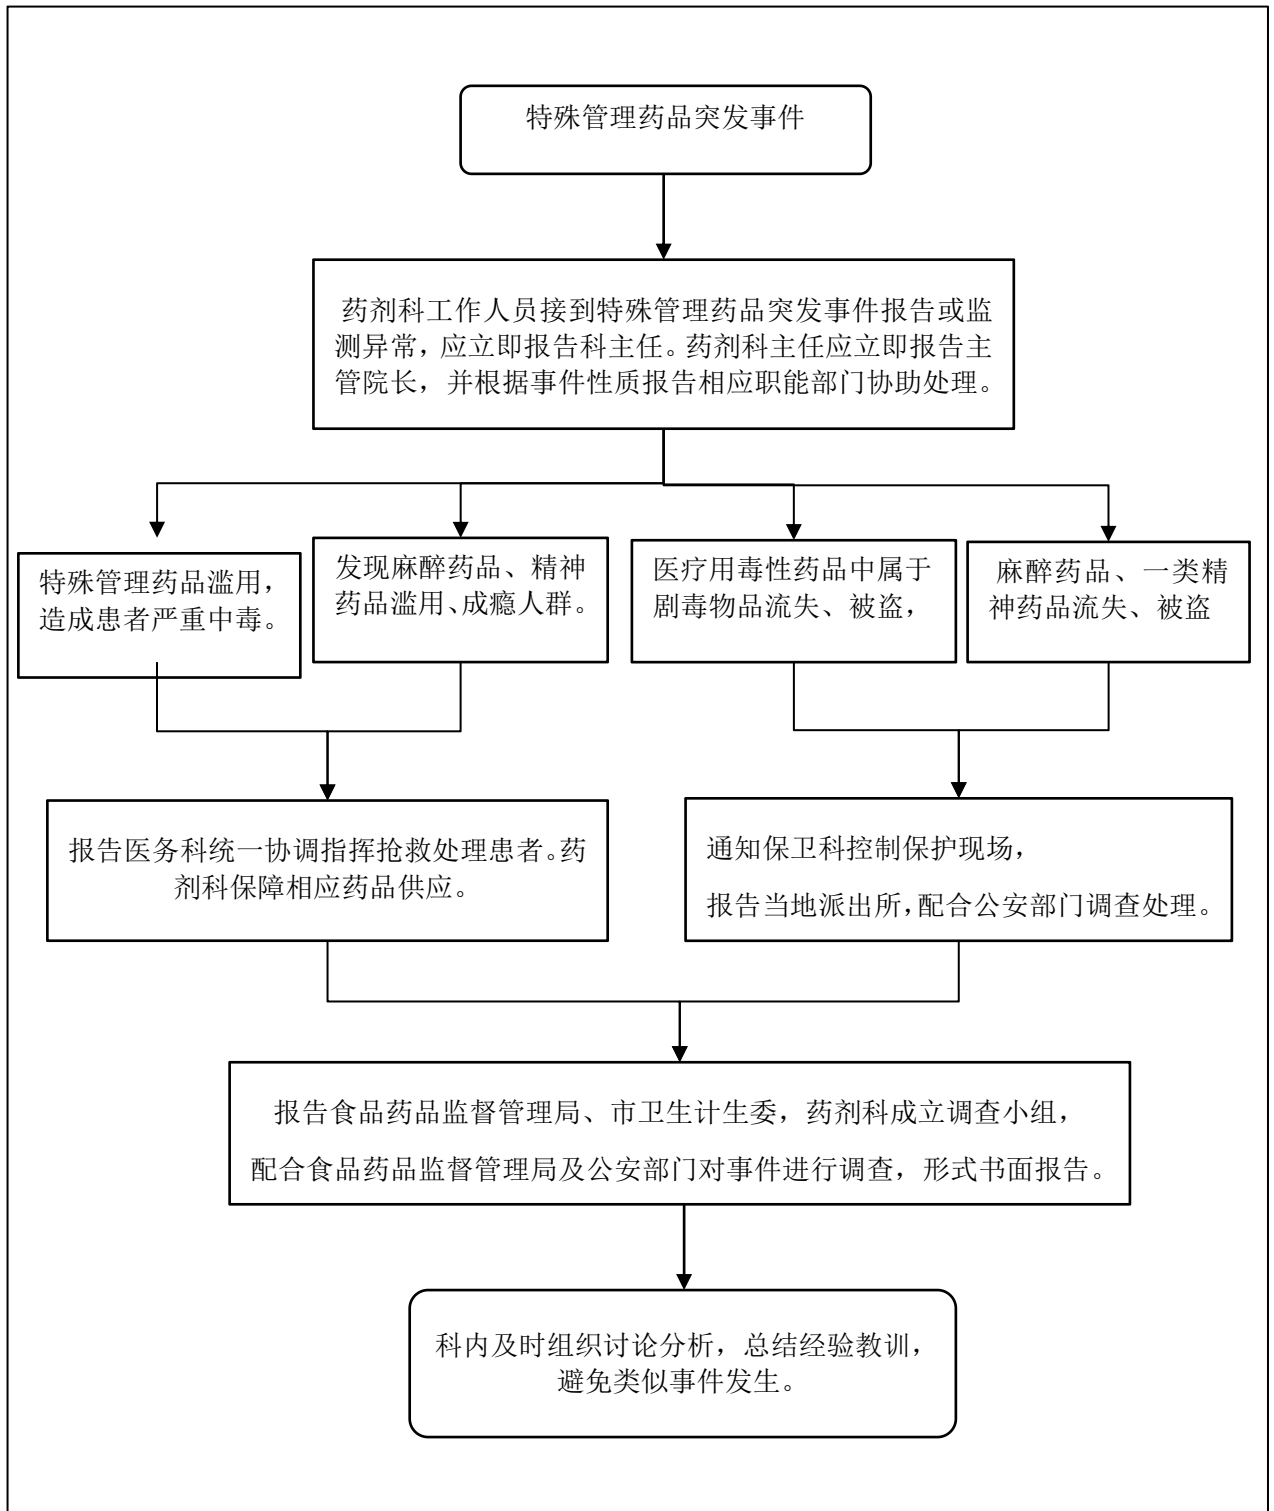 特殊管理药品突发事件
药剂科工作人员接到特殊管理药品突发事件报告或监
测异常，应立即报告科主任。药剂科主任应立即报告主
管院长，并根据事件性质报告相应职能部门协助处理。
特殊管理药品滥用，
造成患者严重中毒。
发现麻醉药品、精神
药品滥用、成瘾人群。
医疗用毒性药品中属于
剧毒物品流失、被盗，
麻醉药品、一类精
神药品流失、被盗
报告医务科统一协调指挥抢救处理患者。药
剂科保障相应药品供应。
通知保卫科控制保护现场，
报告当地派出所，配合公安部门调查处理。
报告食品药品监督管理局、市卫生计生委，药剂科成立调查小组，
配合食品药品监督管理局及公安部门对事件进行调查，形式书面报告。
科内及时组织讨论分析，总结经验教训，
避免类似事件发生。